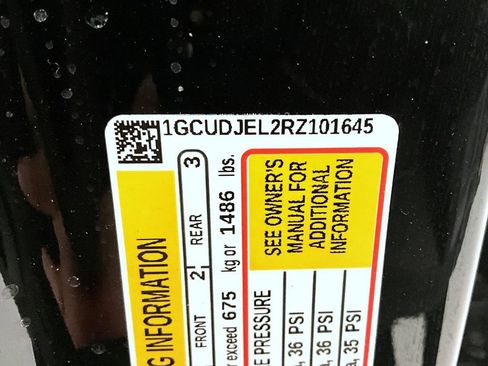 1GCUDJEL2RZ101645
NG INFORMATION
FRONT 2 REAR 3
exceed 675 kg or 1486 lbs.
SEE OWNER'S
MANUAL FOR
ADDITIONAL
INFORMATION
E PRESSURE
, 36 PSI
a, 36 PSI
a, 35 PSI